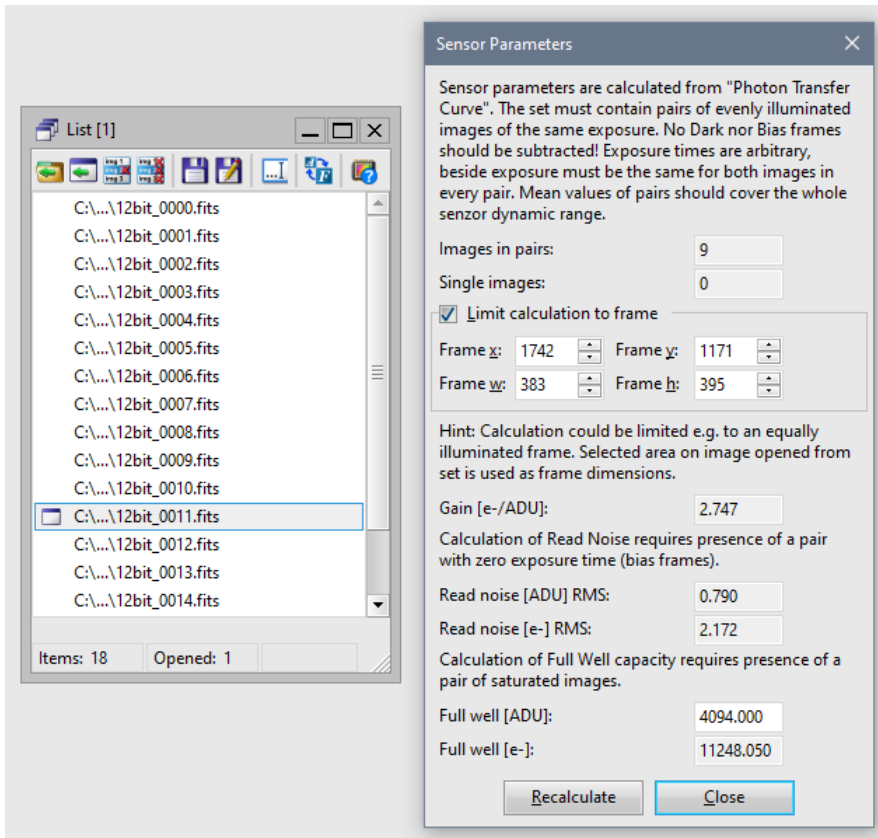 List [1]
C:\...\12bit_0000.fits
C:\...\12bit_0001.fits
C:\...\12bit_0002.fits
C:\...\12bit_0003.fits
C:\...\12bit_0004.fits
C:\...\12bit_0005.fits
C:\...\12bit_0006.fits
C:\...\12bit_0007.fits
C:\...\12bit_0008.fits
C:\...\12bit_0009.fits
C:\...\12bit_0010.fits
C:\...\12bit_0011.fits
C:\...\12bit_0012.fits
C:\...\12bit_0013.fits
C:\...\12bit_0014.fits
Items: 18 Opened: 1
Sensor Parameters
Sensor parameters are calculated from "Photon Transfer
Curve". The set must contain pairs of evenly illuminated
images of the same exposure. No Dark nor Bias frames
should be subtracted! Exposure times are arbitrary,
beside exposure must be the same for both images in
every pair. Mean values of pairs should cover the whole
senzor dynamic range.
Images in pairs: 9
Single images: 0
Limit calculation to frame
Frame x: 1742 Frame y: 1171
Frame w: 383 Frame h: 395
Hint: Calculation could be limited e.g. to an equally
illuminated frame. Selected area on image opened from
set is used as frame dimensions.
Gain [e-/ADU]: 2.747
Calculation of Read Noise requires presence of a pair
with zero exposure time (bias frames).
Read noise [ADU] RMS: 0.790
Read noise [e-] RMS: 2.172
Calculation of Full Well capacity requires presence of a
pair of saturated images.
Full well [ADU]: 4094.000
Full well [e-]: 11248.050
Recalculate Close